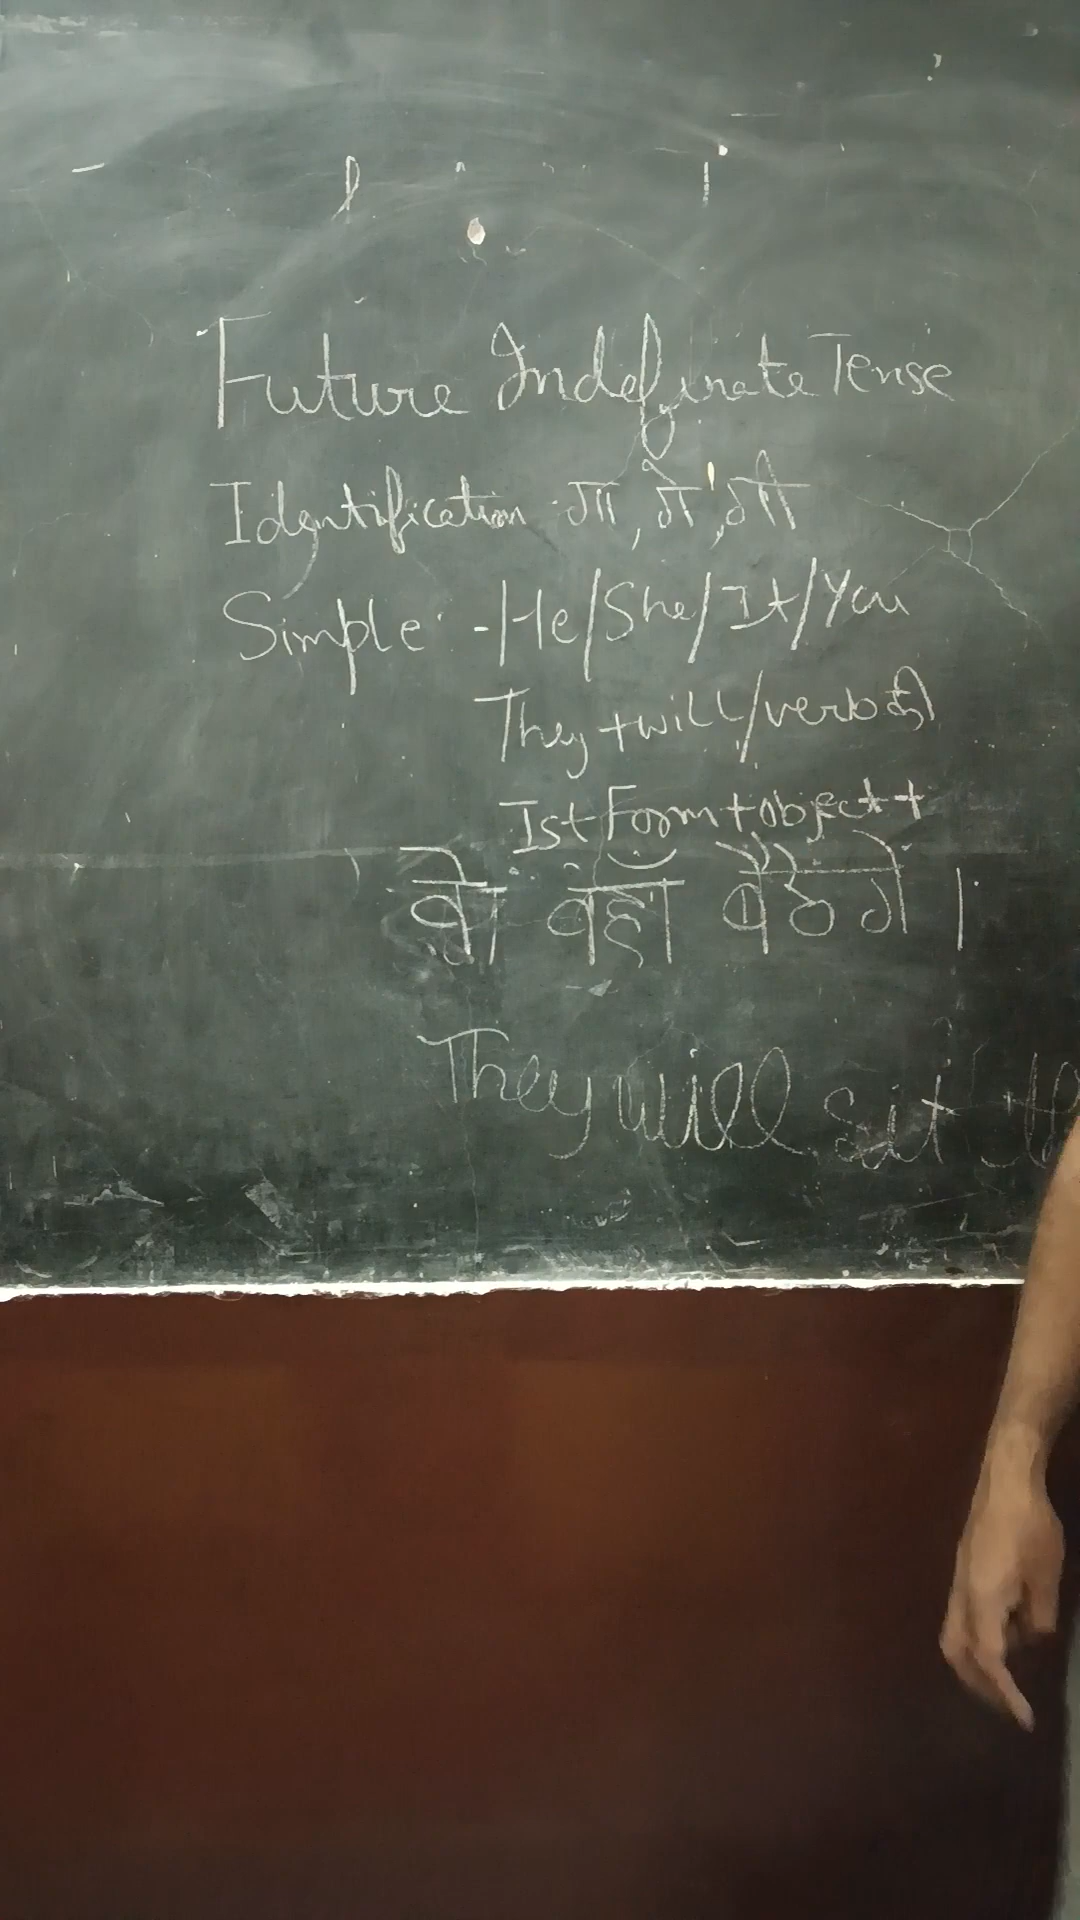 Future Indefinate Tense
Identification गा, गे, गी
Simple - He/She/It/You
They + will/verb की
Ist Form + object +
वो वहाँ बैठेगें ।
They will sit